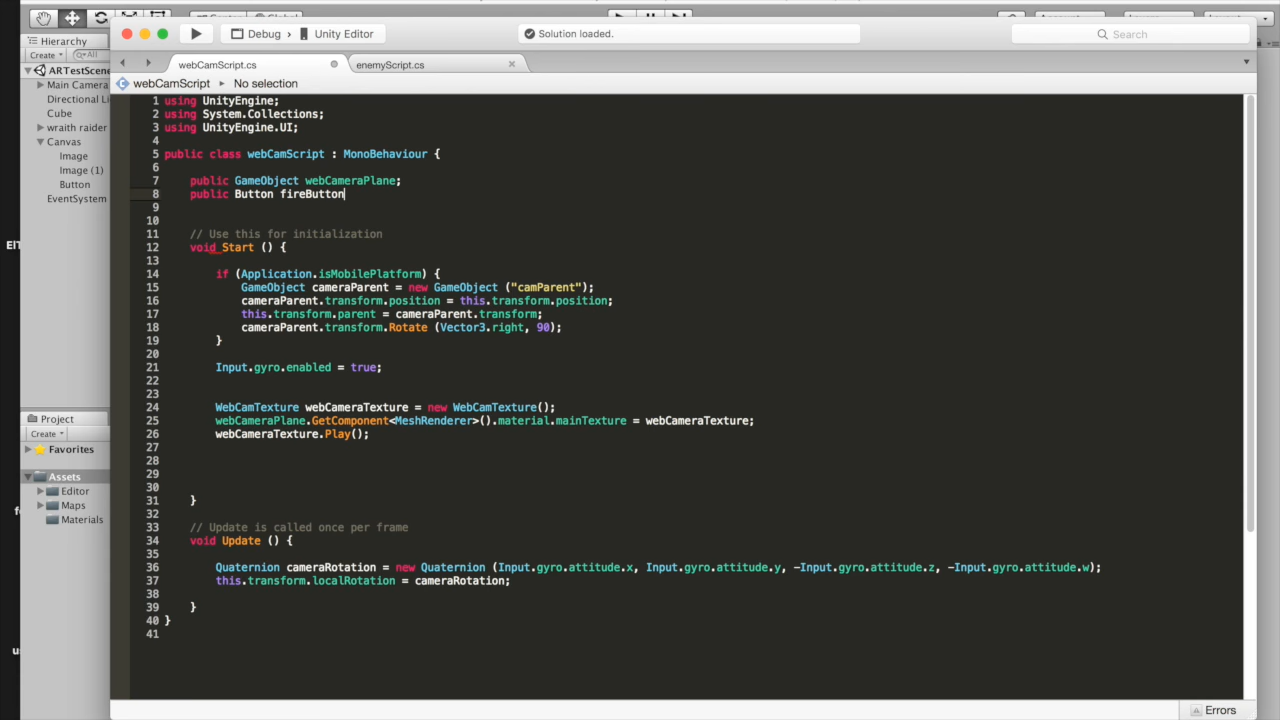 Center
Global
Hierarchy
Debug › Unity Editor
Solution loaded.
Search
Create
All
webCamScript.cs
enemyScript.cs
ARTestScene
webCamScript ▸ No selection
Main Camera
Directional Li
Cube
wraith raider
Canvas
Image
Image (1)
Button
EventSystem
1 using UnityEngine;
2 using System.Collections;
3 using UnityEngine.UI;
4
5 public class webCamScript : MonoBehaviour {
6
7 public GameObject webCameraPlane;
8 public Button fireButton
9
10
11 // Use this for initialization
12 void Start () {
13
14 if (Application.isMobilePlatform) {
15 GameObject cameraParent = new GameObject ("camParent");
16 cameraParent.transform.position = this.transform.position;
17 this.transform.parent = cameraParent.transform;
18 cameraParent.transform.Rotate (Vector3.right, 90);
19 }
20
21 Input.gyro.enabled = true;
22
23
24 WebCamTexture webCameraTexture = new WebCamTexture();
25 webCameraPlane.GetComponent<MeshRenderer>().material.mainTexture = webCameraTexture;
26 webCameraTexture.Play();
27
28
29
30
31 }
32
33 // Update is called once per frame
34 void Update () {
35
36 Quaternion cameraRotation = new Quaternion (Input.gyro.attitude.x, Input.gyro.attitude.y, -Input.gyro.attitude.z, -Input.gyro.attitude.w);
37 this.transform.localRotation = cameraRotation;
38
39 }
40 }
41
Project
Create
Favorites
Assets
Editor
Maps
Materials
Errors